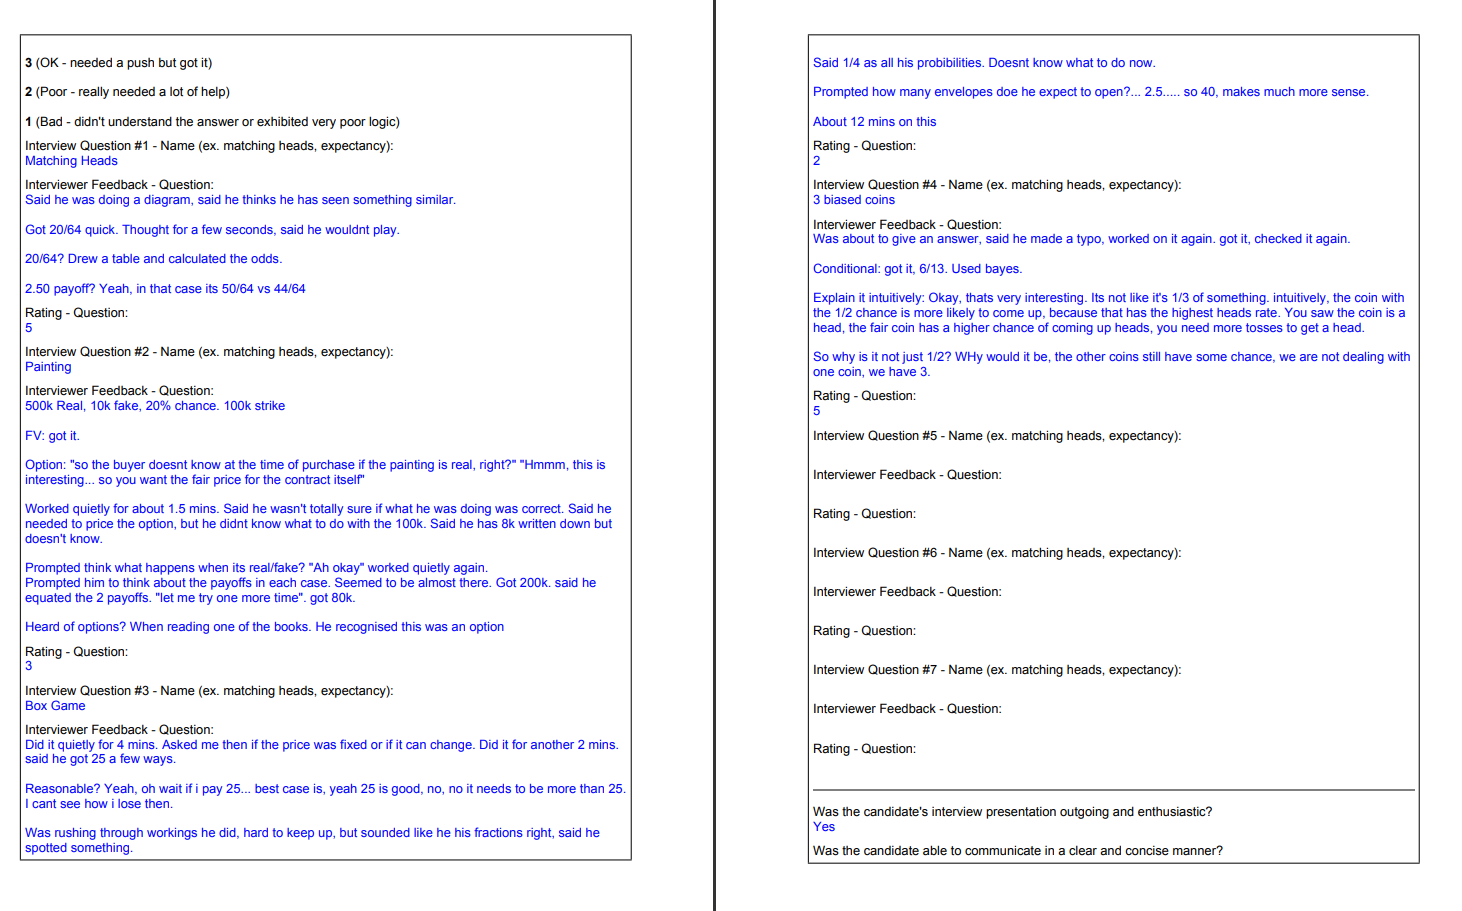 3 (OK - needed a push but got it)
2 (Poor - really needed a lot of help)
1 (Bad - didn't understand the answer or exhibited very poor logic)
Interview Question #1 - Name (ex. matching heads, expectancy):
Matching Heads
Interviewer Feedback - Question:
Said he was doing a diagram, said he thinks he has seen something similar.
Got 20/64 quick. Thought for a few seconds, said he wouldnt play.
20/64? Drew a table and calculated the odds.
2.50 payoff? Yeah, in that case its 50/64 vs 44/64
Rating - Question:
5
Interview Question #2 - Name (ex. matching heads, expectancy):
Painting
Interviewer Feedback - Question:
500k Real, 10k fake, 20% chance. 100k strike
FV: got it.
Option: "so the buyer doesnt know at the time of purchase if the painting is real, right?" "Hmmm, this is
interesting... so you want the fair price for the contract itself"
Worked quietly for about 1.5 mins. Said he wasn't totally sure if what he was doing was correct. Said he
needed to price the option, but he didnt know what to do with the 100k. Said he has 8k written down but
doesn't know.
Prompted think what happens when its real/fake? "Ah okay" worked quietly again.
Prompted him to think about the payoffs in each case. Seemed to be almost there. Got 200k. said he
equated the 2 payoffs. "let me try one more time". got 80k.
Heard of options? When reading one of the books. He recognised this was an option
Rating - Question:
3
Interview Question #3 - Name (ex. matching heads, expectancy):
Box Game
Interviewer Feedback - Question:
Did it quietly for 4 mins. Asked me then if the price was fixed or if it can change. Did it for another 2 mins.
said he got 25 a few ways.
Reasonable? Yeah, oh wait if i pay 25... best case is, yeah 25 is good, no, no it needs to be more than 25.
I cant see how i lose then.
Was rushing through workings he did, hard to keep up, but sounded like he his fractions right, said he
spotted something.
Said 1/4 as all his probibilities. Doesnt know what to do now.
Prompted how many envelopes doe he expect to open?... 2.5..... so 40, makes much more sense.
About 12 mins on this
Rating - Question:
2
Interview Question #4 - Name (ex. matching heads, expectancy):
3 biased coins
Interviewer Feedback - Question:
Was about to give an answer, said he made a typo, worked on it again. got it, checked it again.
Conditional: got it, 6/13. Used bayes.
Explain it intuitively: Okay, thats very interesting. Its not like it's 1/3 of something. intuitively, the coin with
the 1/2 chance is more likely to come up, because that has the highest heads rate. You saw the coin is a
head, the fair coin has a higher chance of coming up heads, you need more tosses to get a head.
So why is it not just 1/2? WHy would it be, the other coins still have some chance, we are not dealing with
one coin, we have 3.
Rating - Question:
5
Interview Question #5 - Name (ex. matching heads, expectancy):
Interviewer Feedback - Question:
Rating - Question:
Interview Question #6 - Name (ex. matching heads, expectancy):
Interviewer Feedback - Question:
Rating - Question:
Interview Question #7 - Name (ex. matching heads, expectancy):
Interviewer Feedback - Question:
Rating - Question:
Was the candidate's interview presentation outgoing and enthusiastic?
Yes
Was the candidate able to communicate in a clear and concise manner?